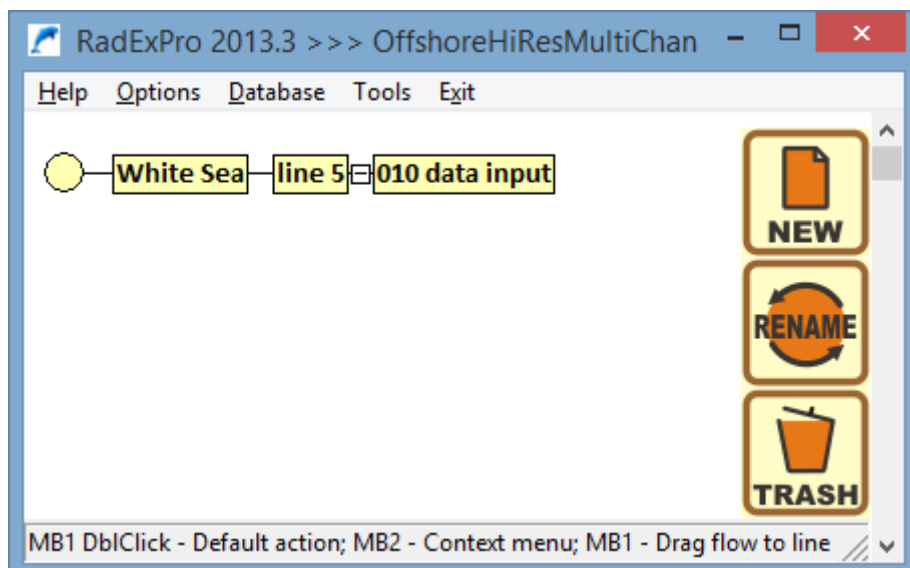 RadExPro 2013.3 >>> OffshoreHiResMultiChan
Help Options Database Tools Exit
White Sea line 5 010 data input
NEW
RENAME
TRASH
MB1 DblClick - Default action; MB2 - Context menu; MB1 - Drag flow to line